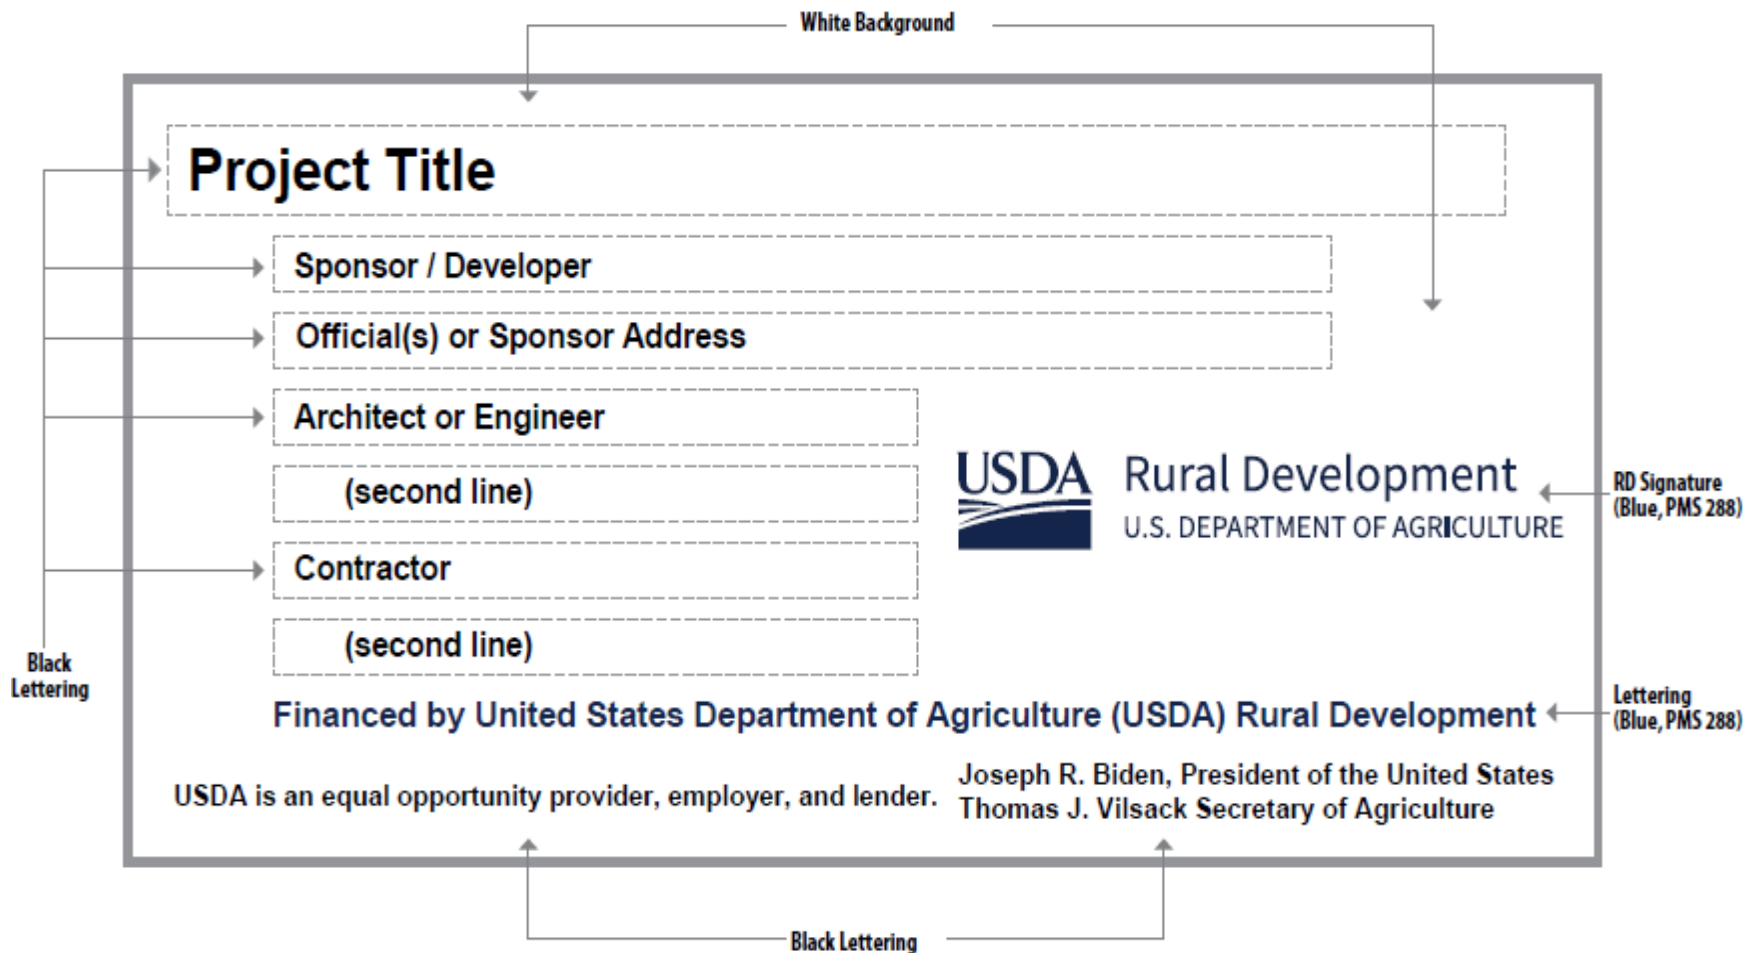 White Background
Project Title
Sponsor / Developer
Official(s) or Sponsor Address
Architect or Engineer
(second line)
USDA Rural Development
U.S. DEPARTMENT OF AGRICULTURE
RD Signature
(Blue, PMS 288)
Contractor
(second line)
Black
Lettering
Financed by United States Department of Agriculture (USDA) Rural Development
Lettering
(Blue, PMS 288)
USDA is an equal opportunity provider, employer, and lender.
Joseph R. Biden, President of the United States
Thomas J. Vilsack Secretary of Agriculture
Black Lettering